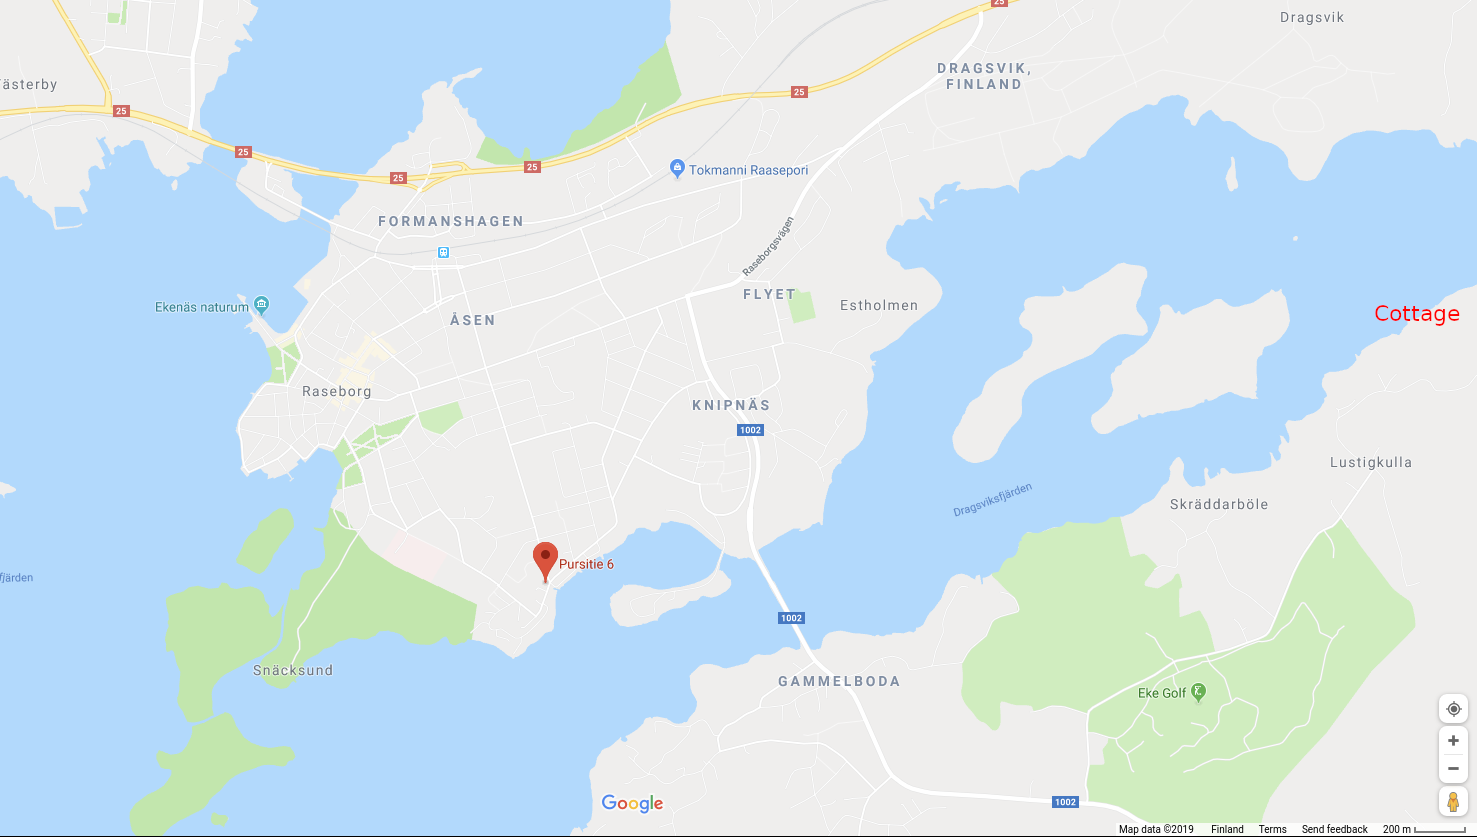 25
Dragsvik
DRAGSVIK,
FINLAND
25
25
25
25
25
Tokmanni Raasepori
FORMANSHAGEN
Raseborgsvägen
FLYET
Estholmen
Ekenäs naturum
ÅSEN
Cottage
Raseborg
KNIPNÄS
1002
Lustigkulla
Dragsviksfjärden
Skräddarböle
Pursitie 6
1002
Snäcksund
GAMMELBODA
Eke Golf
Google
1002
Map data ©2019 Finland Terms Send feedback 200 m